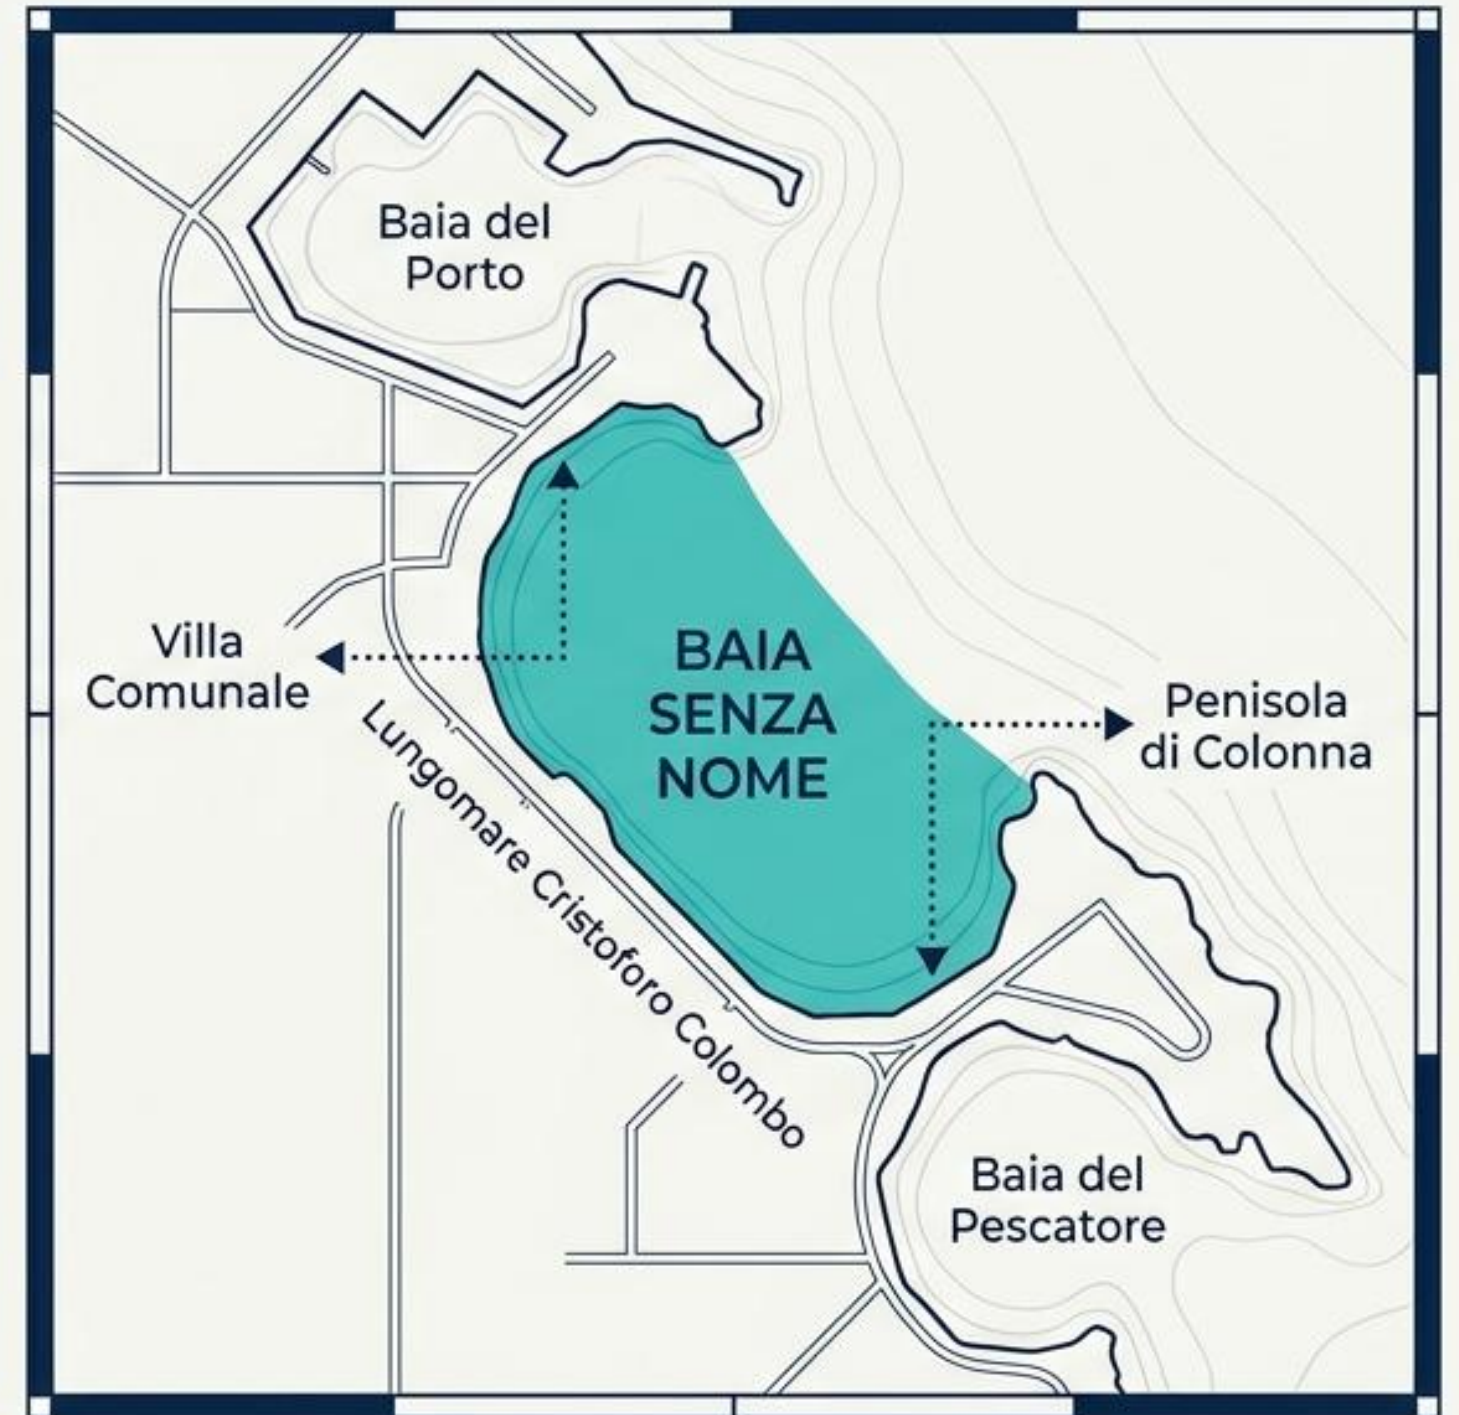 Baia del
Porto
Villa
Comunale
BAIA
SENZA
NOME
Penisola
di Colonna
Lungomare Cristoforo Colombo
Baia del
Pescatore